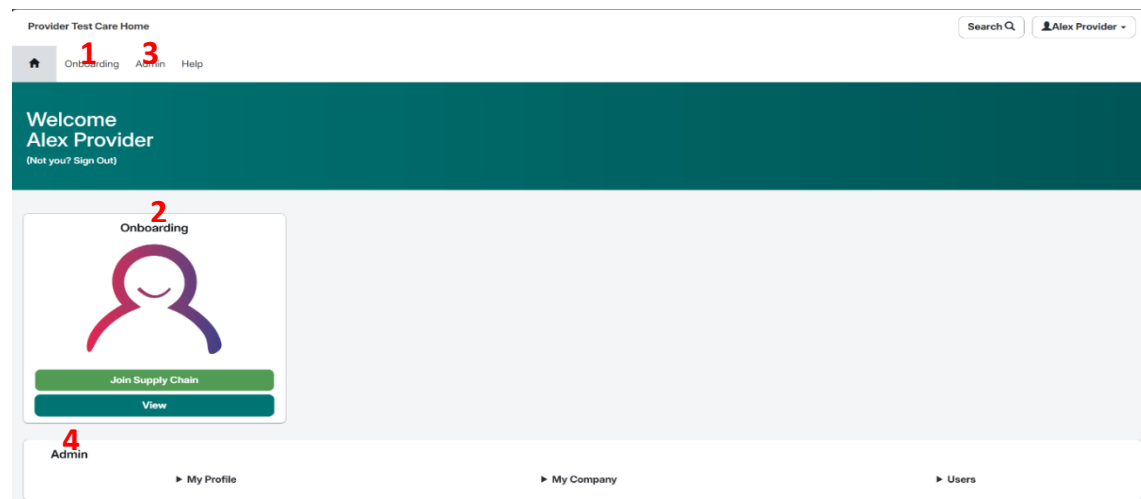 Provider Test Care Home
Search
Alex Provider
1 3
Onboarding Admin Help
Welcome
Alex Provider
(Not you? Sign Out)
2
Onboarding
Join Supply Chain
View
4
Admin
My Profile My Company Users